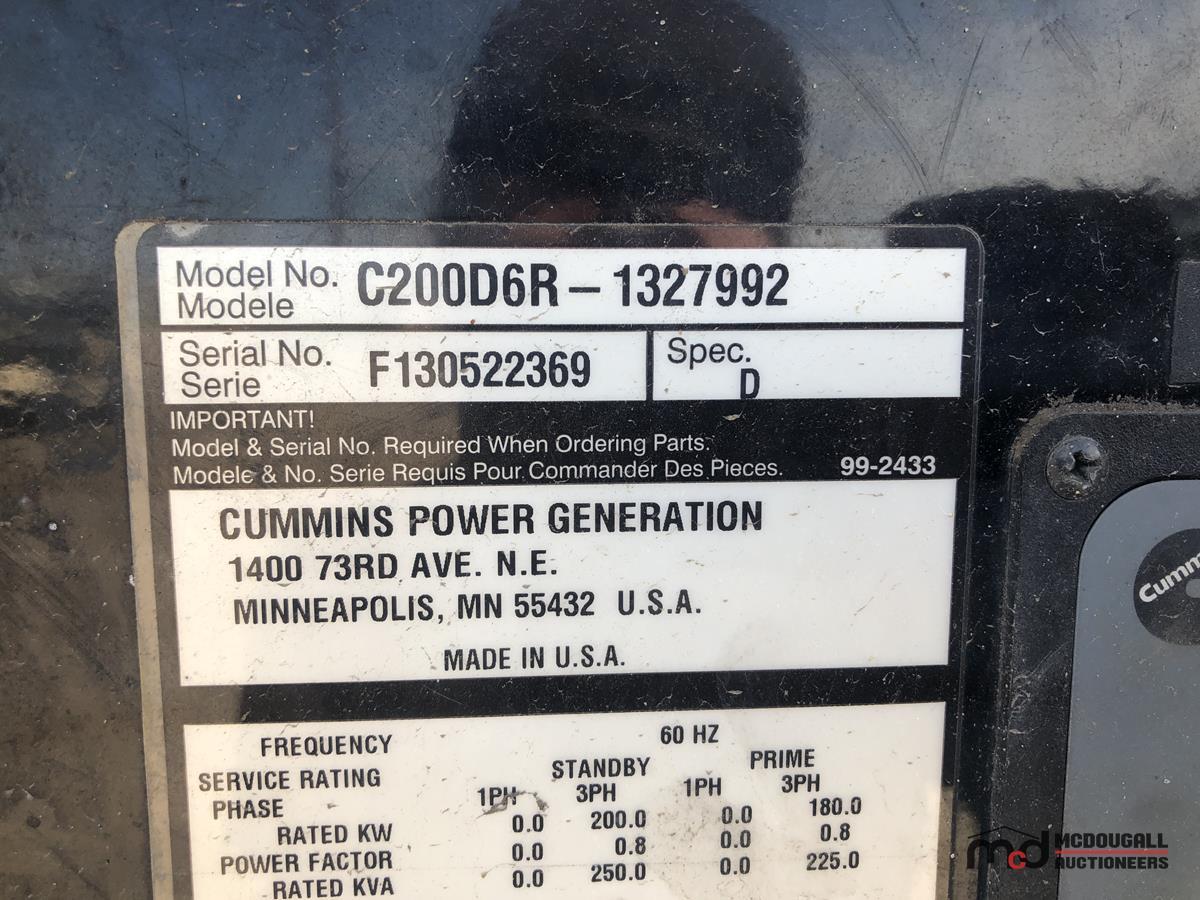 Model No. C200D6R – 1327992
Modéle
Serial No. F130522369
Serie
Spec.
D
IMPORTANT!
Model & Serial No. Required When Ordering Parts.
Modele & No. Serie Requis Pour Commander Des Pieces. 99-2433
CUMMINS POWER GENERATION
1400 73RD AVE. N.E.
MINNEAPOLIS, MN 55432 U.S.A.
MADE IN U.S.A.
FREQUENCY 60 HZ
SERVICE RATING STANDBY PRIME
PHASE 1PH 3PH 1PH 3PH
RATED KW 0.0 200.0 0.0 180.0
POWER FACTOR 0.0 0.8 0.0 0.8
RATED KVA 0.0 250.0 0.0 225.0
mcd MCDOUGALL
AUCTIONEERS